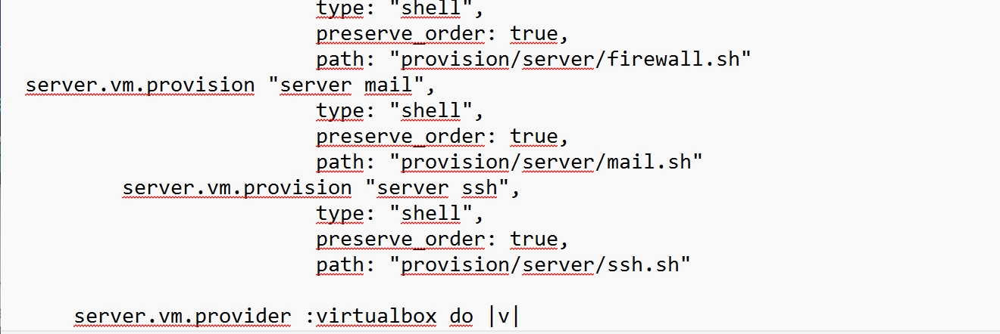 type: "shell",
preserve_order: true,
path: "provision/server/firewall.sh"
server.vm.provision "server mail",
type: "shell",
preserve_order: true,
path: "provision/server/mail.sh"
server.vm.provision "server ssh",
type: "shell",
preserve_order: true,
path: "provision/server/ssh.sh"
server.vm.provider :virtualbox do |v|